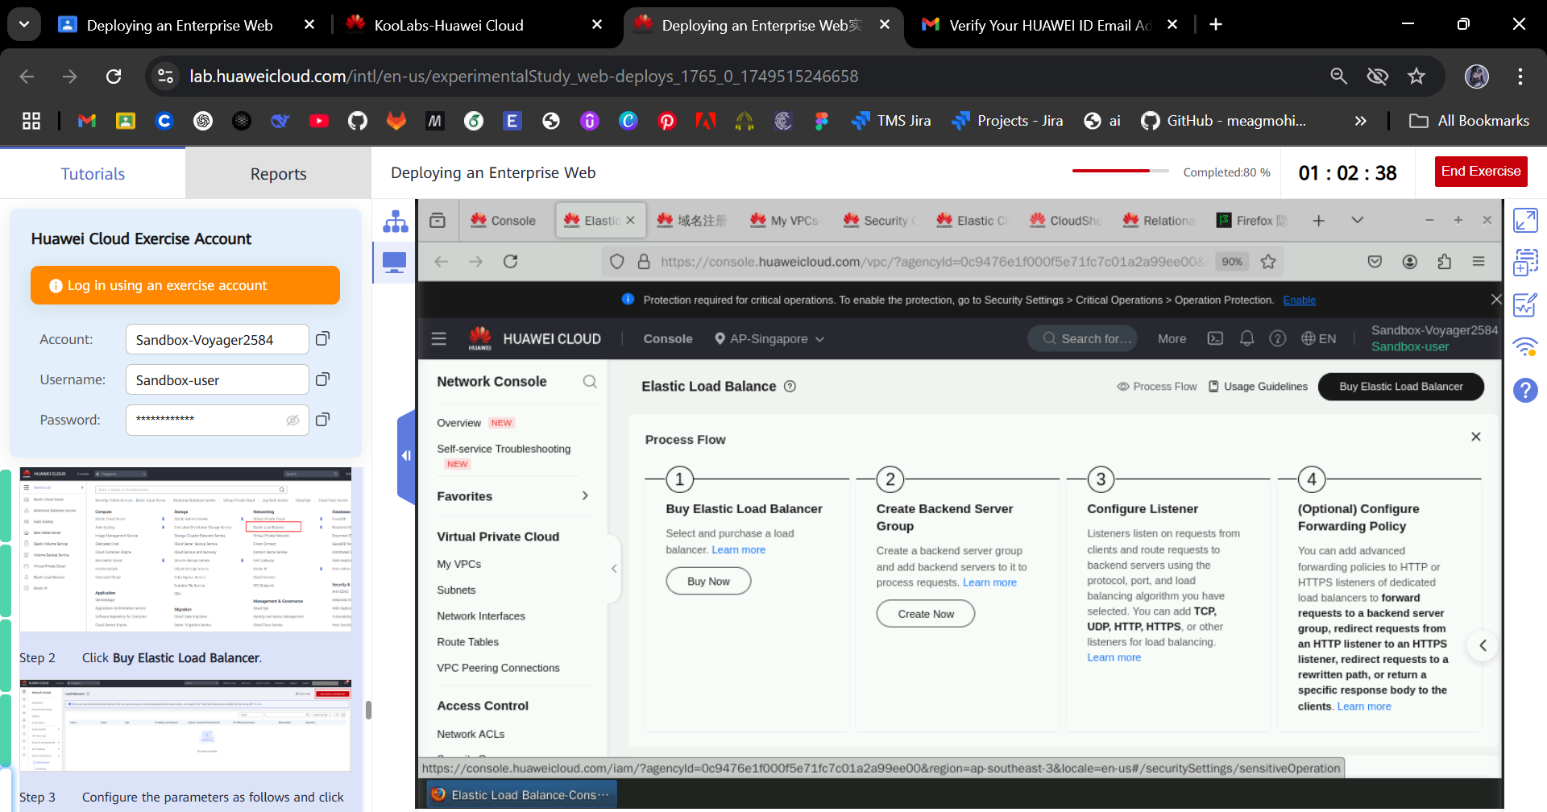 Deploying an Enterprise Web
KooLabs-Huawei Cloud
Deploying an Enterprise Web实
Verify Your HUAWEI ID Email Ad
lab.huaweicloud.com/intl/en-us/experimentalStudy_web-deploys_1765_0_1749515246658
TMS Jira
Projects - Jira
ai
GitHub - meagmohi...
All Bookmarks
Tutorials
Reports
Deploying an Enterprise Web
Completed:80 %
01 : 02 : 38
End Exercise
Huawei Cloud Exercise Account
Log in using an exercise account
Account:
Sandbox-Voyager2584
Username:
Sandbox-user
Password:
************
Step 2 Click Buy Elastic Load Balancer.
Step 3 Configure the parameters as follows and click
Console
Elastic
域名注册
My VPCs-
Security
Elastic C
CloudShe
Relationa
Firefox
https://console.huaweicloud.com/vpc/?agencyId=0c9476e1f000f5e71fc7c01a2a99ee00&
90%
Protection required for critical operations. To enable the protection, go to Security Settings > Critical Operations > Operation Protection. Enable
HUAWEI
HUAWEI CLOUD
Console
AP-Singapore
Search for...
More
EN
Sandbox-Voyager2584
Sandbox-user
Network Console
Overview NEW
Self-service Troubleshooting
NEW
Favorites
Virtual Private Cloud
My VPCs
Subnets
Network Interfaces
Route Tables
VPC Peering Connections
Access Control
Network ACLs
Elastic Load Balance
Process Flow
Usage Guidelines
Buy Elastic Load Balancer
Process Flow
1
Buy Elastic Load Balancer
Select and purchase a load
balancer. Learn more
Buy Now
2
Create Backend Server
Group
Create a backend server group
and add backend servers to it to
process requests. Learn more
Create Now
3
Configure Listener
Listeners listen on requests from
clients and route requests to
backend servers using the
protocol, port, and load
balancing algorithm you have
selected. You can add TCP,
UDP, HTTP, HTTPS, or other
listeners for load balancing.
Learn more
4
(Optional) Configure
Forwarding Policy
You can add advanced
forwarding policies to HTTP or
HTTPS listeners of dedicated
load balancers to forward
requests to a backend server
group, redirect requests from
an HTTP listener to an HTTPS
listener, redirect requests to a
rewritten path, or return a
specific response body to the
clients. Learn more
https://console.huaweicloud.com/iam/?agencyId=0c9476e1f000f5e71fc7c01a2a99ee00&region=ap-southeast-3&locale=en-us#/securitySettings/sensitiveOperation
Elastic Load Balance-Cons···